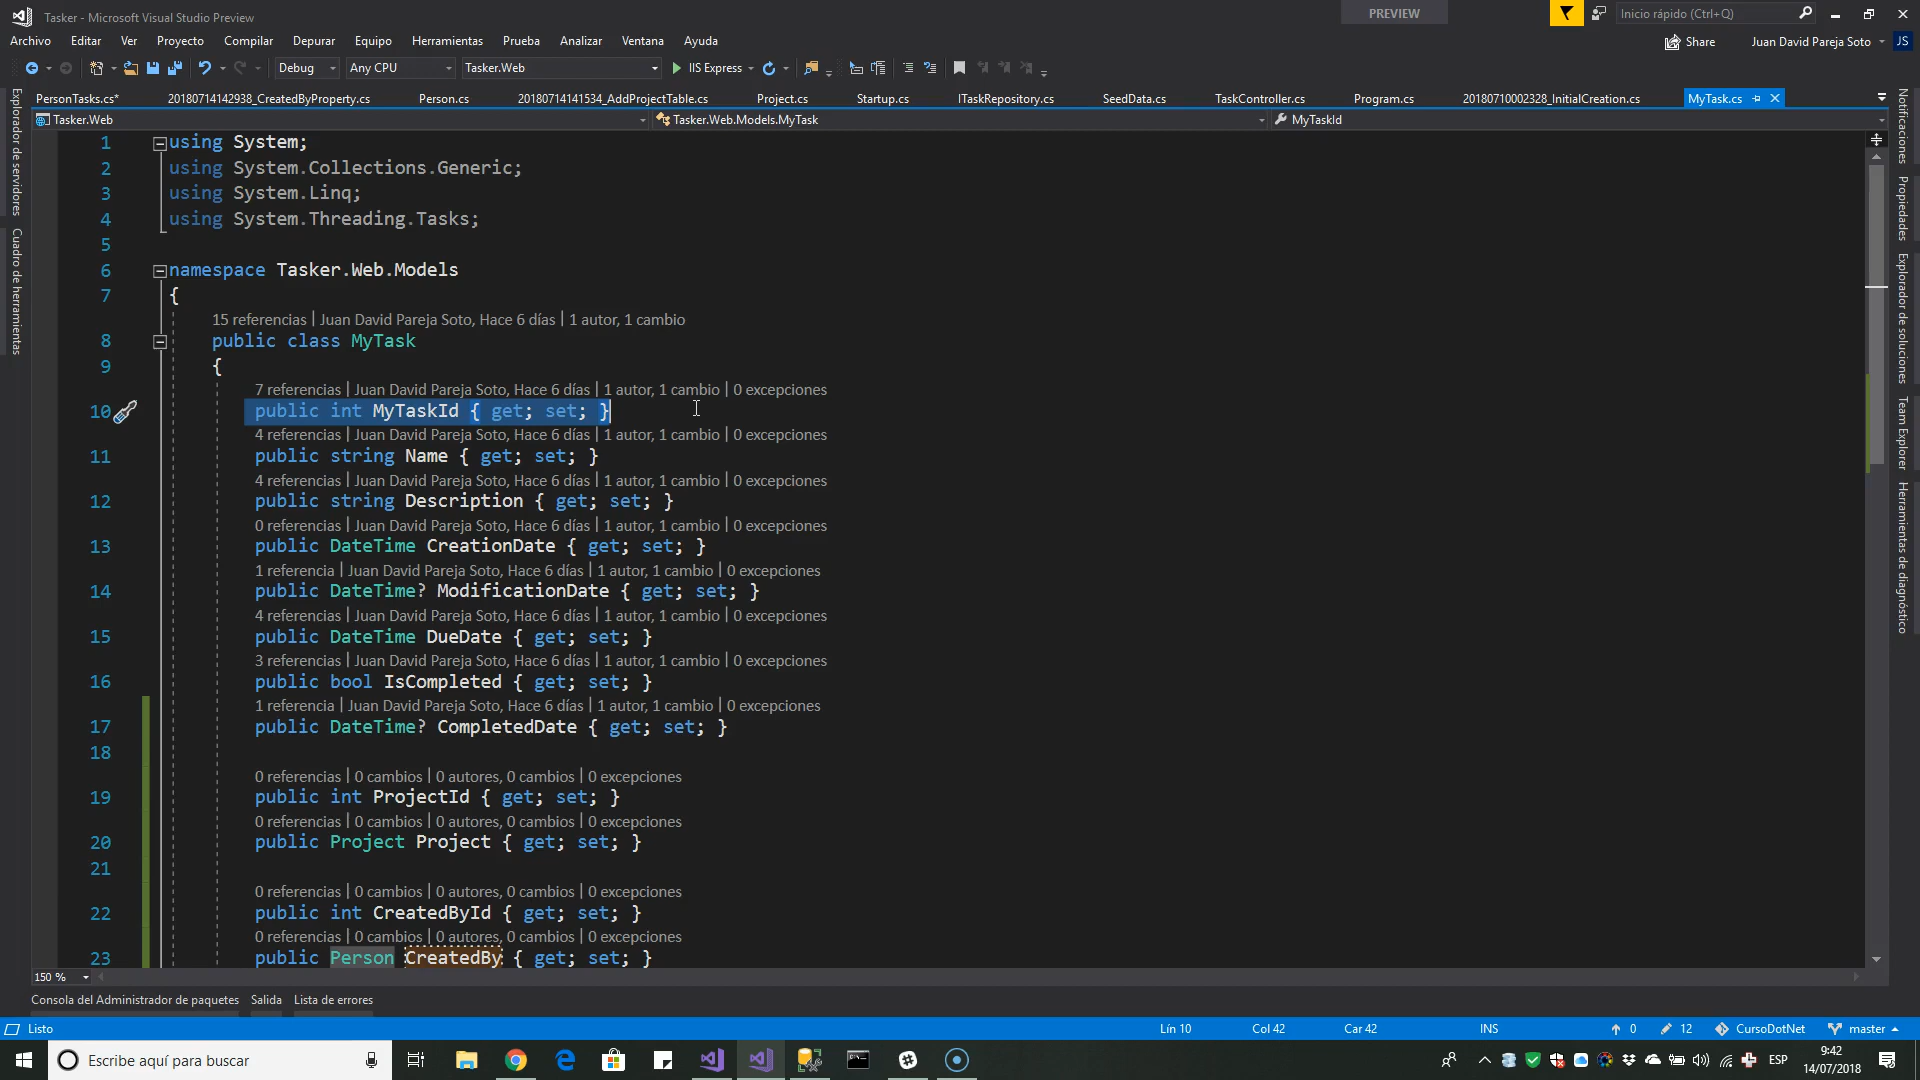 Tasker - Microsoft Visual Studio Preview
PREVIEW
Inicio rápido (Ctrl+Q)
Archivo Editar Ver Proyecto Compilar Depurar Equipo Herramientas Prueba Analizar Ventana Ayuda
Share
Juan David Pareja Soto
JS
Debug Any CPU Tasker.Web IIS Express
PersonTasks.cs* 20180714142938_CreatedByProperty.cs Person.cs 20180714141534_AddProjectTable.cs Project.cs Startup.cs ITaskRepository.cs SeedData.cs TaskController.cs Program.cs 20180710002328_InitialCreation.cs MyTask.cs
Tasker.Web Tasker.Web.Models.MyTask MyTaskId
Explorador de servidores
Cuadro de herramientas
1 using System;
2 using System.Collections.Generic;
3 using System.Linq;
4 using System.Threading.Tasks;
5
6 namespace Tasker.Web.Models
7 {
15 referencias | Juan David Pareja Soto, Hace 6 días | 1 autor, 1 cambio
8 public class MyTask
9 {
7 referencias | Juan David Pareja Soto, Hace 6 días | 1 autor, 1 cambio | 0 excepciones
10 public int MyTaskId { get; set; }
4 referencias | Juan David Pareja Soto, Hace 6 días | 1 autor, 1 cambio | 0 excepciones
11 public string Name { get; set; }
4 referencias | Juan David Pareja Soto, Hace 6 días | 1 autor, 1 cambio | 0 excepciones
12 public string Description { get; set; }
0 referencias | Juan David Pareja Soto, Hace 6 días | 1 autor, 1 cambio | 0 excepciones
13 public DateTime CreationDate { get; set; }
1 referencia | Juan David Pareja Soto, Hace 6 días | 1 autor, 1 cambio | 0 excepciones
14 public DateTime? ModificationDate { get; set; }
4 referencias | Juan David Pareja Soto, Hace 6 días | 1 autor, 1 cambio | 0 excepciones
15 public DateTime DueDate { get; set; }
3 referencias | Juan David Pareja Soto, Hace 6 días | 1 autor, 1 cambio | 0 excepciones
16 public bool IsCompleted { get; set; }
1 referencia | Juan David Pareja Soto, Hace 6 días | 1 autor, 1 cambio | 0 excepciones
17 public DateTime? CompletedDate { get; set; }
18
0 referencias | 0 cambios | 0 autores, 0 cambios | 0 excepciones
19 public int ProjectId { get; set; }
0 referencias | 0 cambios | 0 autores, 0 cambios | 0 excepciones
20 public Project Project { get; set; }
21
0 referencias | 0 cambios | 0 autores, 0 cambios | 0 excepciones
22 public int CreatedById { get; set; }
0 referencias | 0 cambios | 0 autores, 0 cambios | 0 excepciones
23 public Person CreatedBy { get; set; }
Notificaciones
Propiedades
Explorador de soluciones
Team Explorer
Herramientas de diagnóstico
150 %
Consola del Administrador de paquetes Salida Lista de errores
Listo Lín 10 Col 42 Car 42 INS 0 12 CursoDotNet master
Escribe aquí para buscar
ESP
9:42
14/07/2018